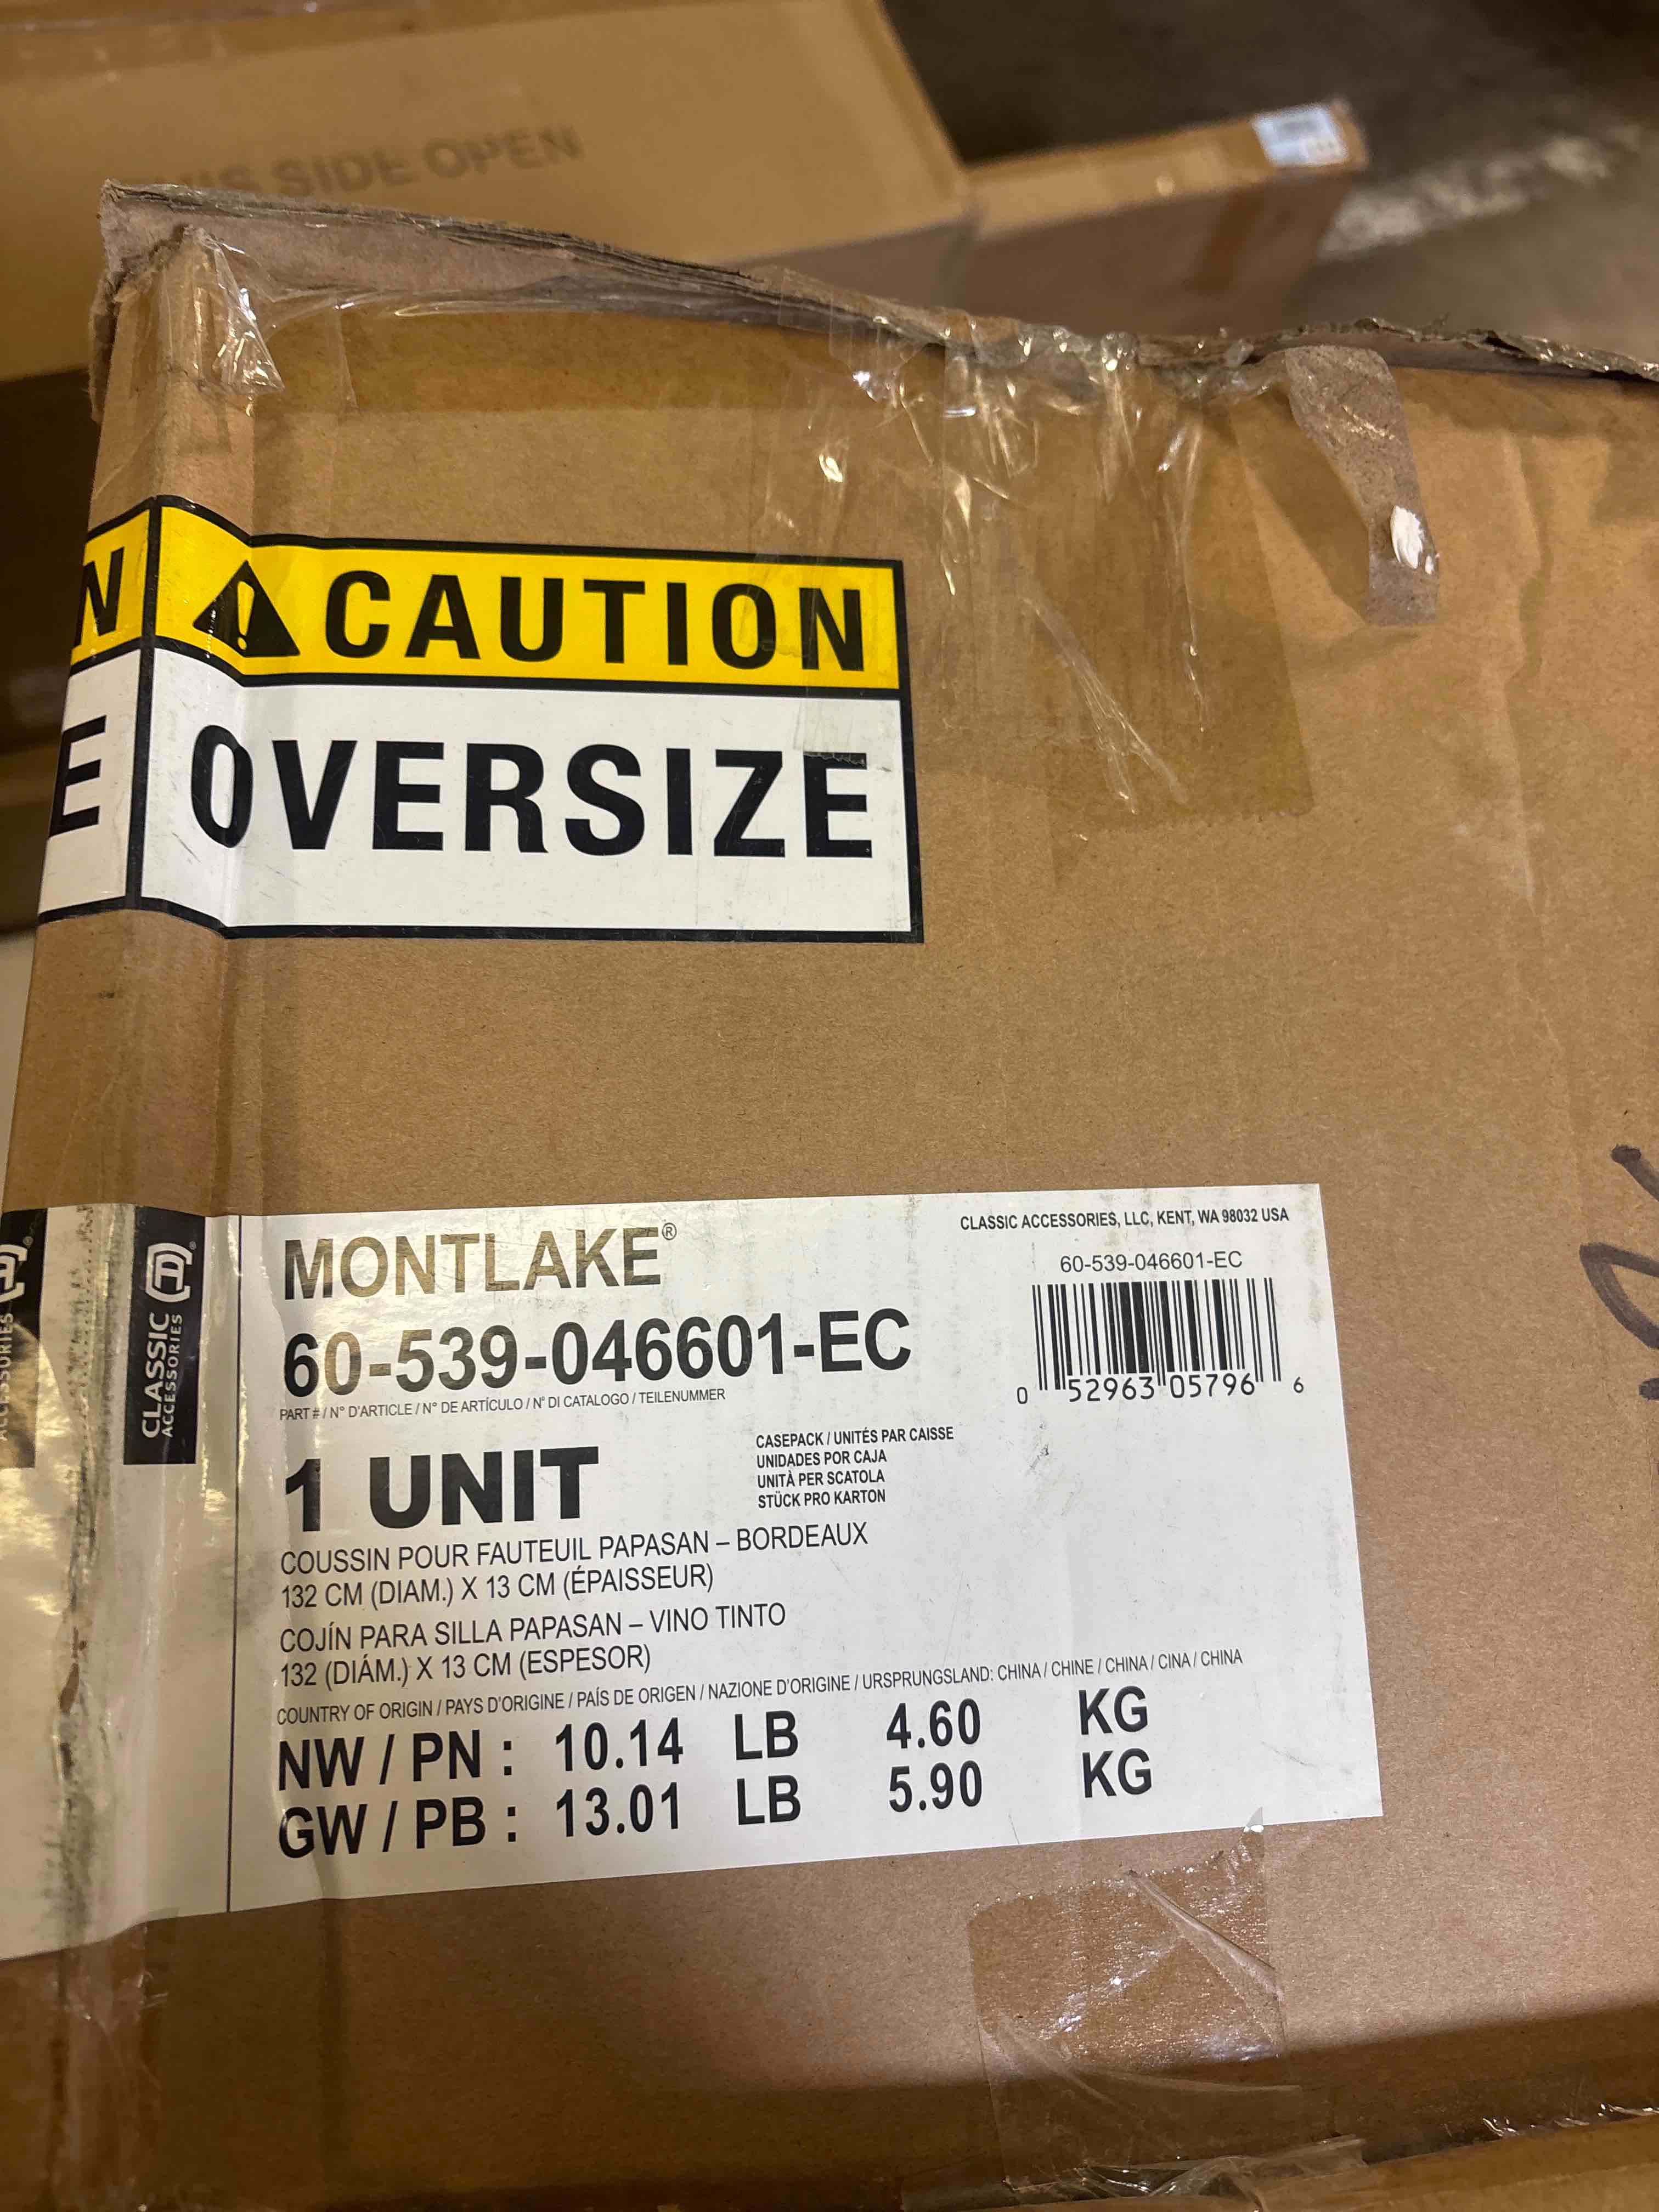 SIDE OPEN
N
CAUTION
E
OVERSIZE
CLASSIC
ACCESSORIES
MONTLAKE®
60-539-046601-EC
PART # / N° D'ARTICLE / N° DE ARTÍCULO / N° DI CATALOGO / TEILENUMMER
1 UNIT
CASEPACK / UNITÉS PAR CAISSE
UNIDADES POR CAJA
UNITÀ PER SCATOLA
STÜCK PRO KARTON
CLASSIC ACCESSORIES, LLC, KENT, WA 98032 USA
60-539-046601-EC
0 52963 05796 6
COUSSIN POUR FAUTEUIL PAPASAN – BORDEAUX
132 CM (DIAM.) X 13 CM (ÉPAISSEUR)
COJÍN PARA SILLA PAPASAN – VINO TINTO
132 (DIÁM.) X 13 CM (ESPESOR)
COUNTRY OF ORIGIN / PAYS D'ORIGINE / PAÍS DE ORIGEN / NAZIONE D'ORIGINE / URSPRUNGSLAND: CHINA / CHINE / CHINA / CINA / CHINA
NW / PN : 10.14 LB 4.60 KG
GW / PB : 13.01 LB 5.90 KG